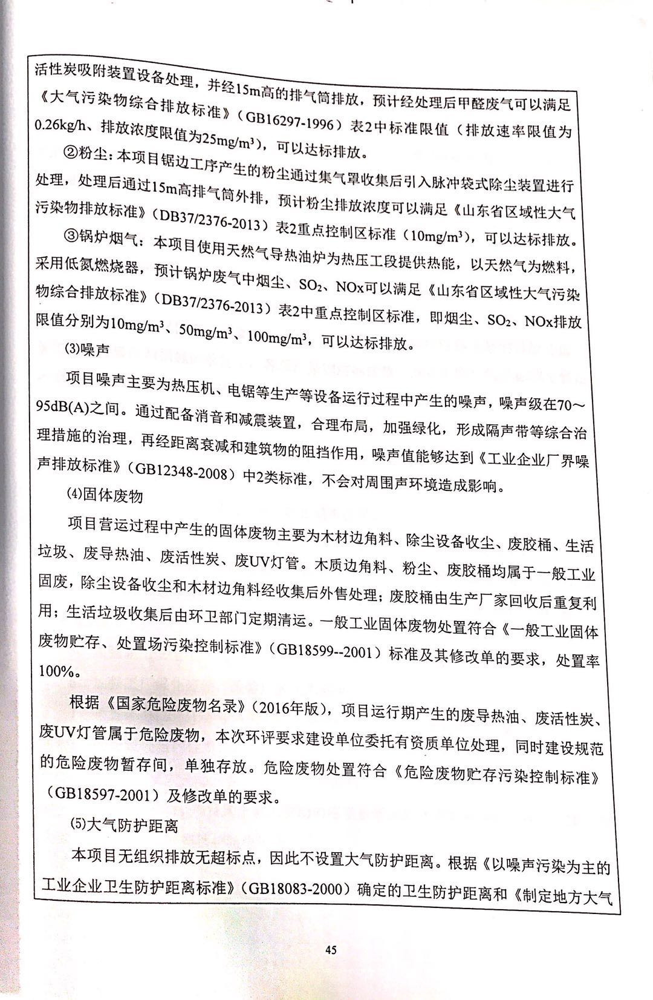 活性炭吸附装置设备处理，并经15m高的排气筒排放，预计经处理后甲醛废气可以满足
《大气污染物综合排放标准》（GB16297-1996）表2中标准限值（排放速率限值为
0.26kg/h、排放浓度限值为25mg/m³），可以达标排放。
②粉尘：本项目锯边工序产生的粉尘通过集气罩收集后引入脉冲袋式除尘装置进行
处理，处理后通过15m高排气筒外排，预计粉尘排放浓度可以满足《山东省区域性大气
污染物排放标准》（DB37/2376-2013）表2重点控制区标准（10mg/m³），可以达标排放。
③锅炉烟气：本项目使用天然气导热油炉为热压工段提供热能，以天然气为燃料，
采用低氮燃烧器，预计锅炉废气中烟尘、SO₂、NOx可以满足《山东省区域性大气污染
物综合排放标准》（DB37/2376-2013）表2中重点控制区标准，即烟尘、SO₂、NOx排放
限值分别为10mg/m³、50mg/m³、100mg/m³，可以达标排放。
⑶噪声
项目噪声主要为热压机、电锯等生产等设备运行过程中产生的噪声，噪声级在70～
95dB(A)之间。通过配备消音和减震装置，合理布局，加强绿化，形成隔声带等综合治
理措施的治理，再经距离衰减和建筑物的阻挡作用，噪声值能够达到《工业企业厂界噪
声排放标准》（GB12348-2008）中2类标准，不会对周围声环境造成影响。
⑷固体废物
项目营运过程中产生的固体废物主要为木材边角料、除尘设备收尘、废胶桶、生活
垃圾、废导热油、废活性炭、废UV灯管。木质边角料、粉尘、废胶桶均属于一般工业
固废，除尘设备收尘和木材边角料经收集后外售处理；废胶桶由生产厂家回收后重复利
用；生活垃圾收集后由环卫部门定期清运。一般工业固体废物处置符合《一般工业固体
废物贮存、处置场污染控制标准》（GB18599--2001）标准及其修改单的要求，处置率
100%。
根据《国家危险废物名录》（2016年版），项目运行期产生的废导热油、废活性炭、
废UV灯管属于危险废物，本次环评要求建设单位委托有资质单位处理，同时建设规范
的危险废物暂存间，单独存放。危险废物处置符合《危险废物贮存污染控制标准》
（GB18597-2001）及修改单的要求。
⑸大气防护距离
本项目无组织排放无超标点，因此不设置大气防护距离。根据《以噪声污染为主的
工业企业卫生防护距离标准》（GB18083-2000）确定的卫生防护距离和《制定地方大气
45